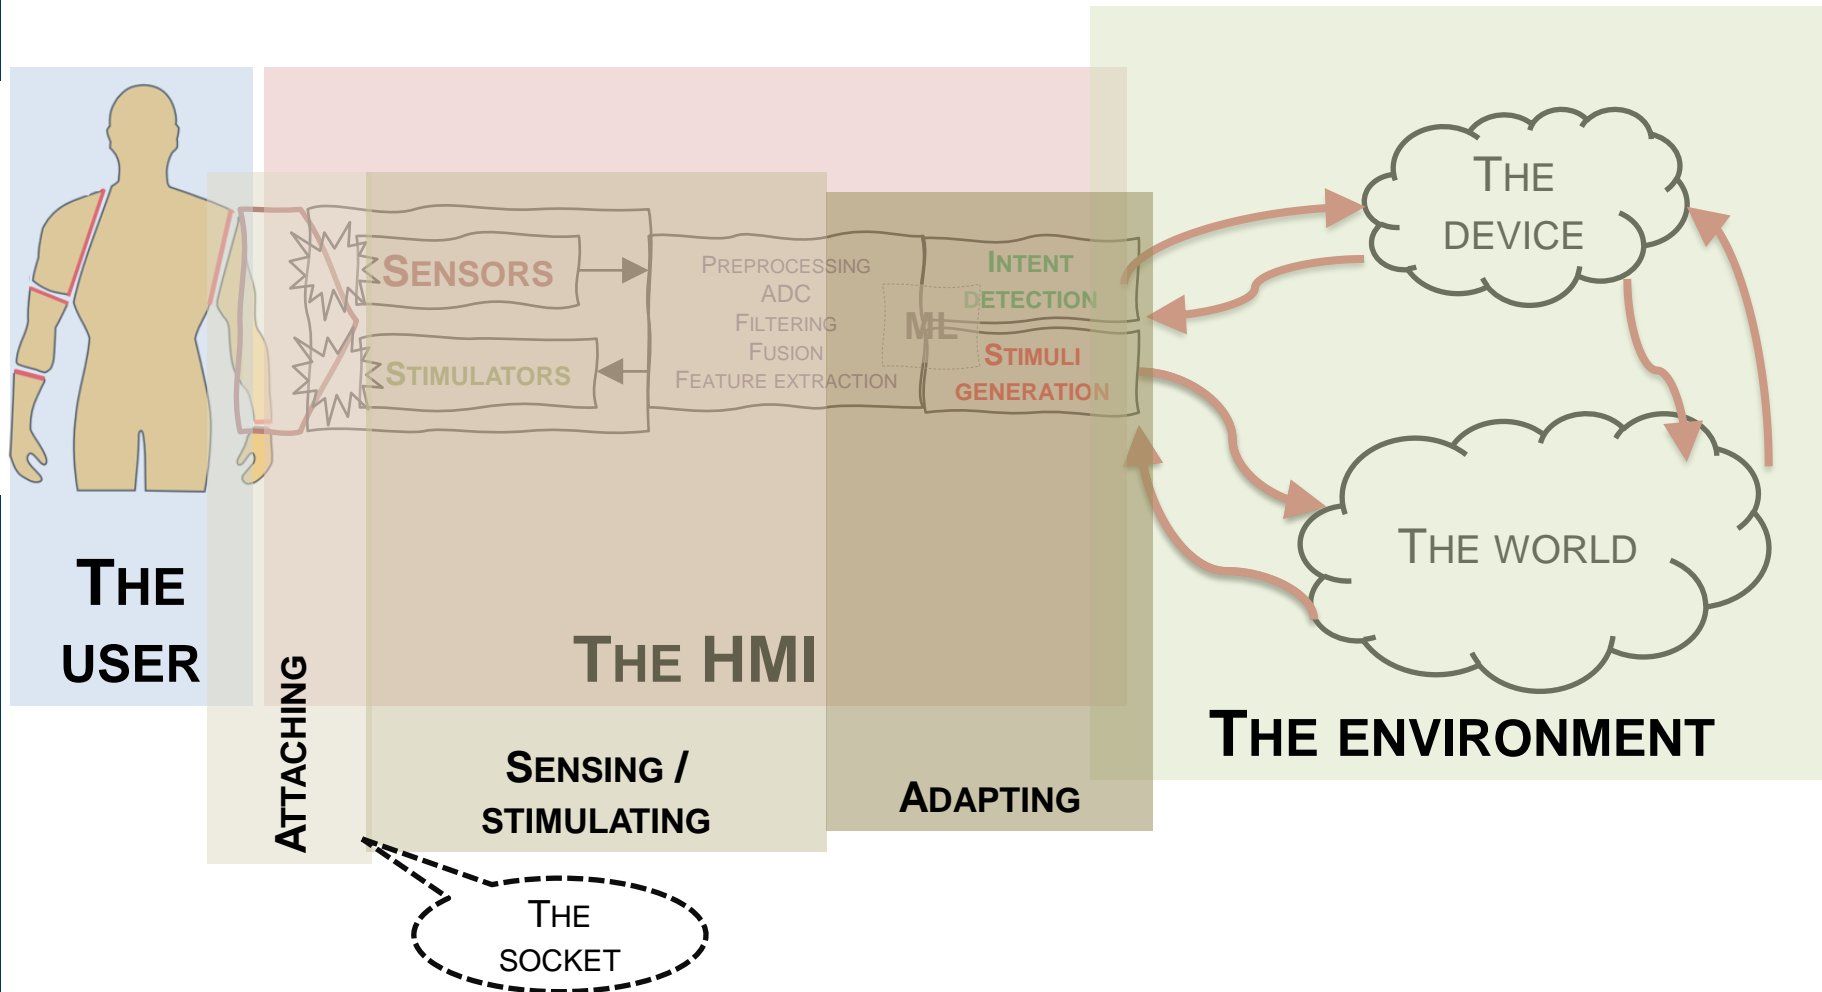 THE
USER
ATTACHING
SENSORS
STIMULATORS
PREPROCESSING
ADC
FILTERING
FUSION
FEATURE EXTRACTION
ML
INTENT
DETECTION
STIMULI
GENERATION
THE HMI
SENSING /
STIMULATING
ADAPTING
THE
SOCKET
THE
DEVICE
THE WORLD
THE ENVIRONMENT